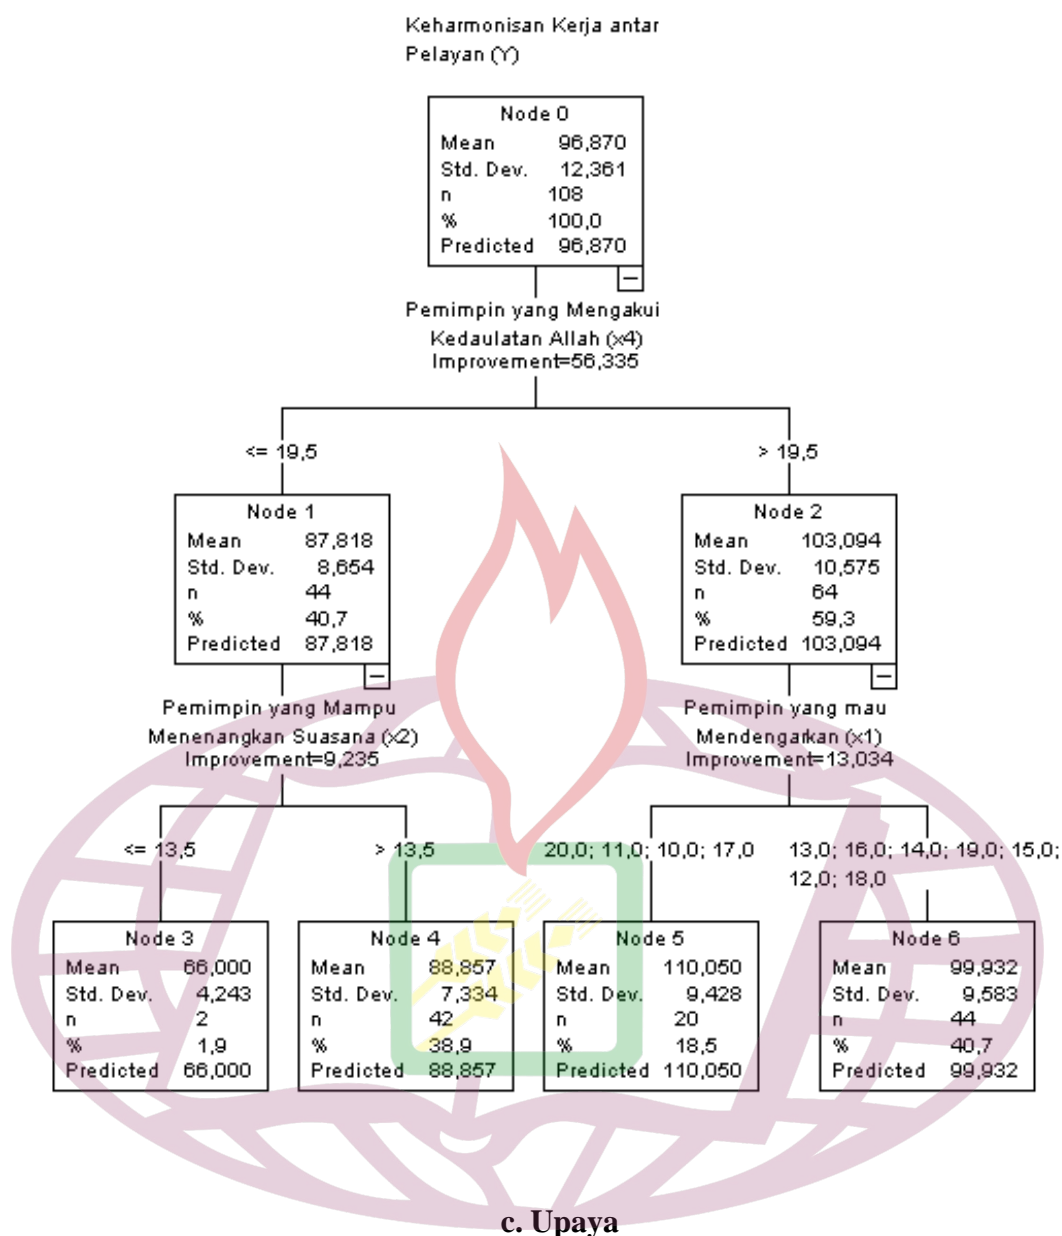 Keharmonisan Kerja antar
Pelayan (Y)
Node 0
Mean 96,870
Std. Dev. 12,361
n 108
% 100,0
Predicted 96,870
Pemimpin yang Mengakui
Kedaulatan Allah (x4)
Improvement=56,335
<= 19,5
> 19,5
Node 1
Mean 87,818
Std. Dev. 8,654
n 44
% 40,7
Predicted 87,818
Node 2
Mean 103,094
Std. Dev. 10,575
n 64
% 59,3
Predicted 103,094
Pemimpin yang Mampu
Menenangkan Suasana (x2)
Improvement=9,235
Pemimpin yang mau
Mendengarkan (x1)
Improvement=13,034
<= 13,5
> 13,5
20,0; 11,0; 10,0; 17,0
13,0; 16,0; 14,0; 19,0; 15,0;
12,0; 18,0
Node 3
Mean 66,000
Std. Dev. 4,243
n 2
% 1,9
Predicted 66,000
Node 4
Mean 88,857
Std. Dev. 7,334
n 42
% 38,9
Predicted 88,857
Node 5
Mean 110,050
Std. Dev. 9,428
n 20
% 18,5
Predicted 110,050
Node 6
Mean 99,932
Std. Dev. 9,583
n 44
% 40,7
Predicted 99,932
c. Upaya